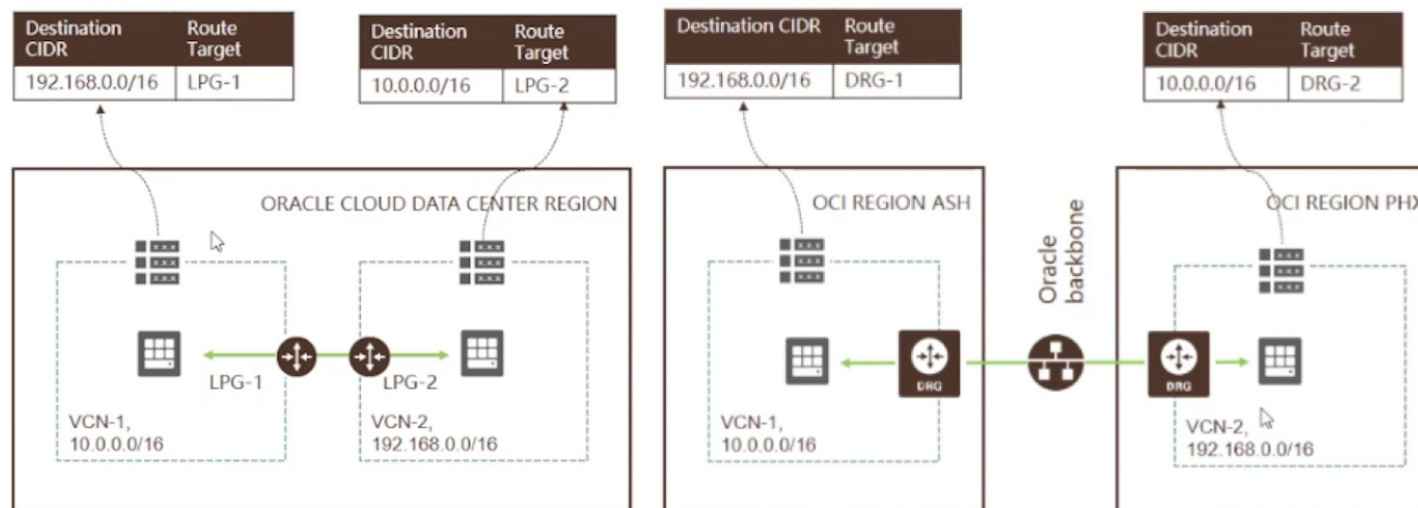 Destination CIDR
Route Target
192.168.0.0/16
LPG-1
Destination CIDR
Route Target
10.0.0.0/16
LPG-2
Destination CIDR
Route Target
192.168.0.0/16
DRG-1
Destination CIDR
Route Target
10.0.0.0/16
DRG-2
ORACLE CLOUD DATA CENTER REGION
LPG-1
LPG-2
VCN-1,
10.0.0.0/16
VCN-2,
192.168.0.0/16
OCI REGION ASH
DRG
VCN-1,
10.0.0.0/16
Oracle
backbone
OCI REGION PHX
DRG
VCN-2,
192.168.0.0/16